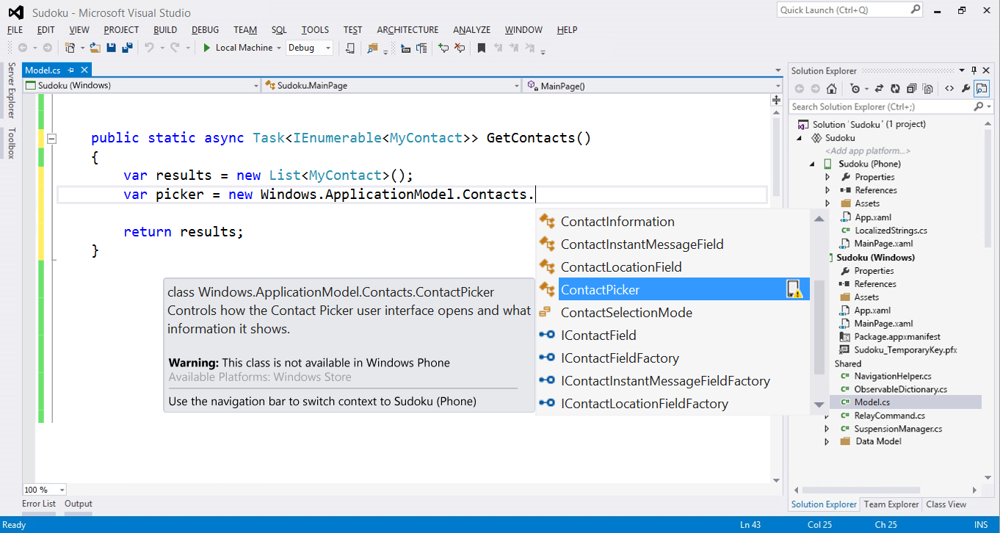 Sudoku - Microsoft Visual Studio
Quick Launch (Ctrl+Q)
FILE EDIT VIEW PROJECT BUILD DEBUG TEAM SQL TOOLS TEST ARCHITECTURE ANALYZE WINDOW HELP
Local Machine Debug
Server Explorer
Toolbox
Model.cs
Sudoku (Windows) Sudoku.MainPage MainPage()
public static async Task<IEnumerable<MyContact>> GetContacts()
{
var results = new List<MyContact>();
var picker = new Windows.ApplicationModel.Contacts.
return results;
}
ContactInformation
ContactInstantMessageField
ContactLocationField
ContactPicker
ContactSelectionMode
IContactField
IContactFieldFactory
IContactInstantMessageFieldFactory
IContactLocationFieldFactory
class Windows.ApplicationModel.Contacts.ContactPicker
Controls how the Contact Picker user interface opens and what
information it shows.
Warning: This class is not available in Windows Phone
Available Platforms: Windows Store
Use the navigation bar to switch context to Sudoku (Phone)
100 %
Error List Output
Solution Explorer
Search Solution Explorer (Ctrl+;)
Solution 'Sudoku' (1 project)
Sudoku
<Add app platform...>
Sudoku (Phone)
Properties
References
Assets
App.xaml
LocalizedStrings.cs
MainPage.xaml
Sudoku (Windows)
Properties
References
Assets
App.xaml
MainPage.xaml
Package.appxmanifest
Sudoku_TemporaryKey.pfx
Shared
NavigationHelper.cs
ObservableDictionary.cs
Model.cs
RelayCommand.cs
SuspensionManager.cs
Data Model
Solution Explorer Team Explorer Class View
Ready Ln 43 Col 25 Ch 25 INS